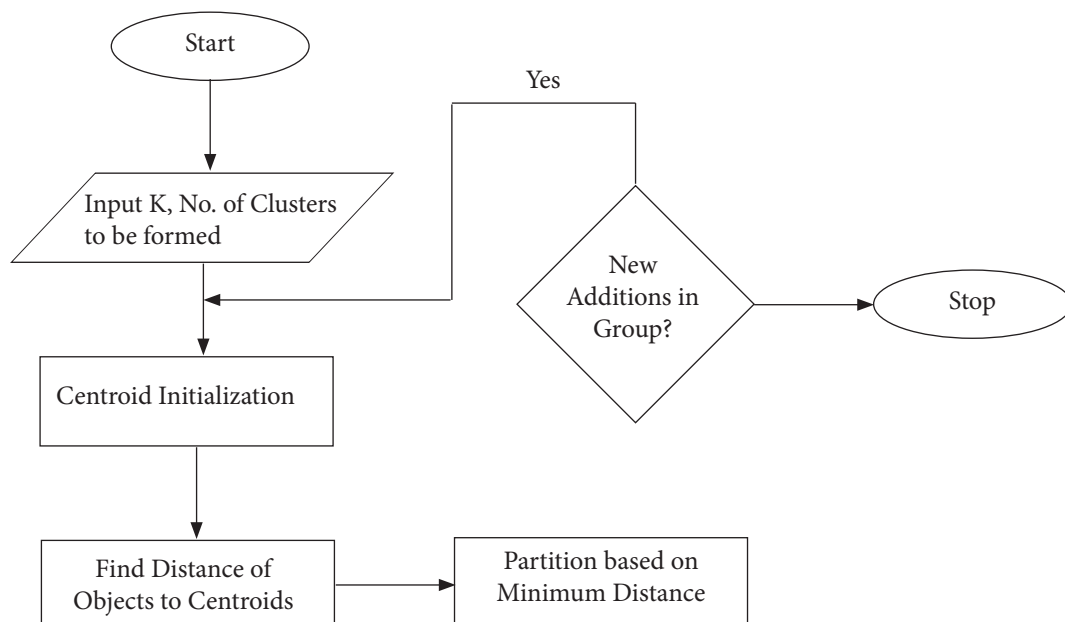 Start
Yes
Input K, No. of Clusters
to be formed
New
Additions in
Group?
Stop
Centroid Initialization
Find Distance of
Objects to Centroids
Partition based on
Minimum Distance